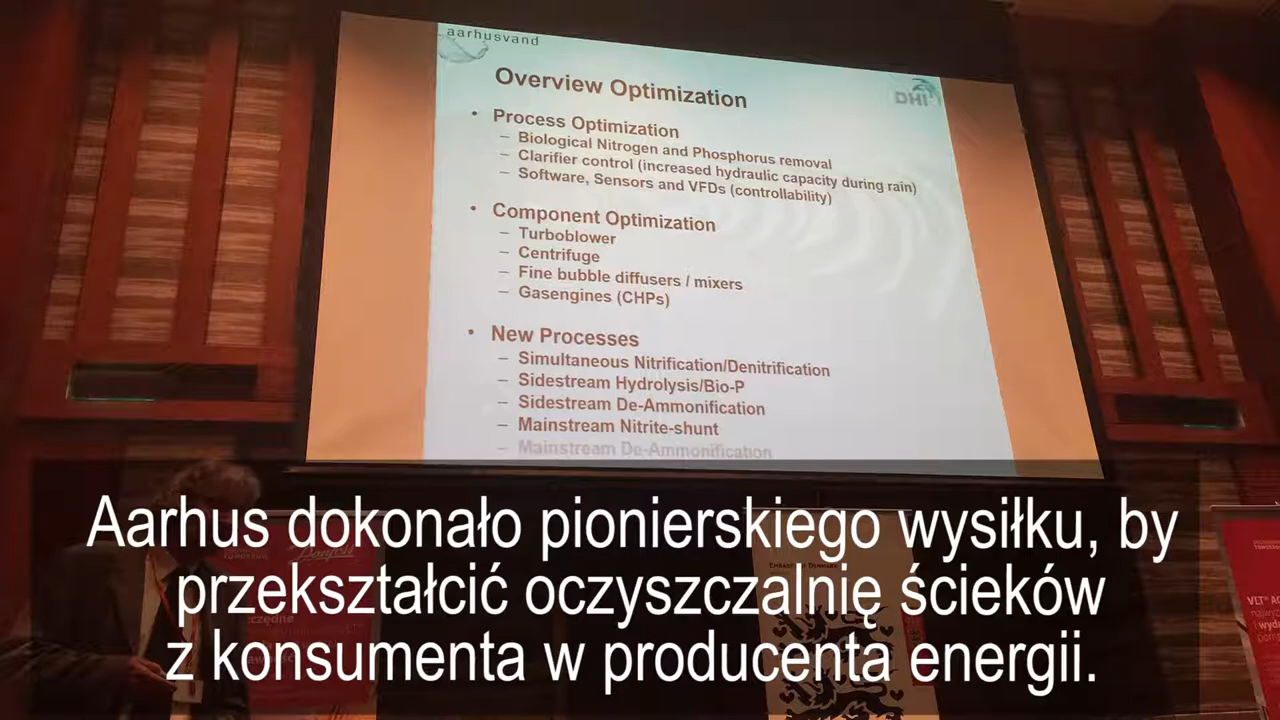 aarhusvand
DHI
Overview Optimization
• Process Optimization
– Biological Nitrogen and Phosphorus removal
– Clarifier control (increased hydraulic capacity during rain)
– Software, Sensors and VFDs (controllability)
• Component Optimization
– Turboblower
– Centrifuge
– Fine bubble diffusers / mixers
– Gasengines (CHPs)
• New Processes
– Simultaneous Nitrification/Denitrification
– Sidestream Hydrolysis/Bio-P
– Sidestream De-Ammonification
– Mainstream Nitrite-shunt
– Mainstream De-Ammonification
Aarhus dokonało pionierskiego wysiłku, by
przekształcić oczyszczalnię ścieków
z konsumenta w producenta energii.
Danfoss
VLT®